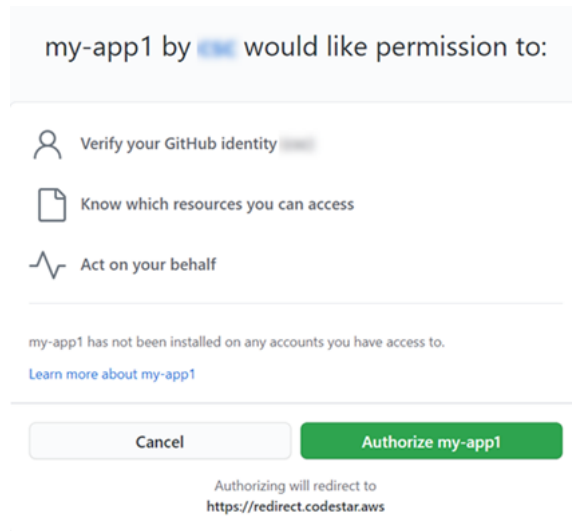 my-app1 by would like permission to:
Verify your GitHub identity
Know which resources you can access
Act on your behalf
my-app1 has not been installed on any accounts you have access to.
Learn more about my-app1
Cancel
Authorize my-app1
Authorizing will redirect to
https://redirect.codestar.aws